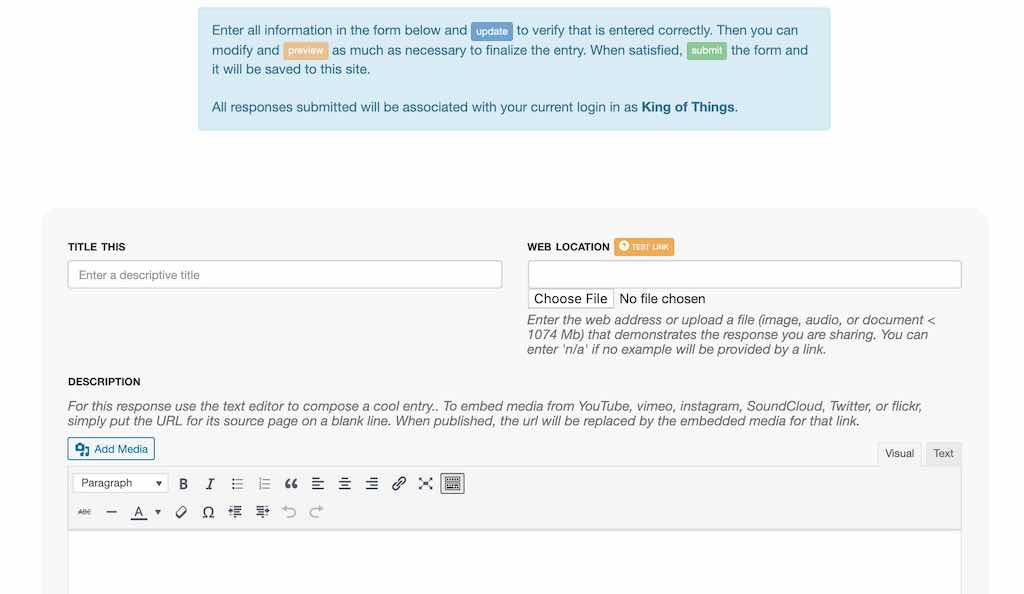 Enter all information in the form below and update to verify that is entered correctly. Then you can
modify and preview as much as necessary to finalize the entry. When satisfied, submit the form and
it will be saved to this site.
All responses submitted will be associated with your current login in as King of Things.
TITLE THIS
Enter a descriptive title
WEB LOCATION ? TEST LINK
Choose File No file chosen
Enter the web address or upload a file (image, audio, or document <
1074 Mb) that demonstrates the response you are sharing. You can
enter 'n/a' if no example will be provided by a link.
DESCRIPTION
For this response use the text editor to compose a cool entry.. To embed media from YouTube, vimeo, instagram, SoundCloud, Twitter, or flickr,
simply put the URL for its source page on a blank line. When published, the url will be replaced by the embedded media for that link.
Add Media
Visual Text
Paragraph B I
ABC A Ω